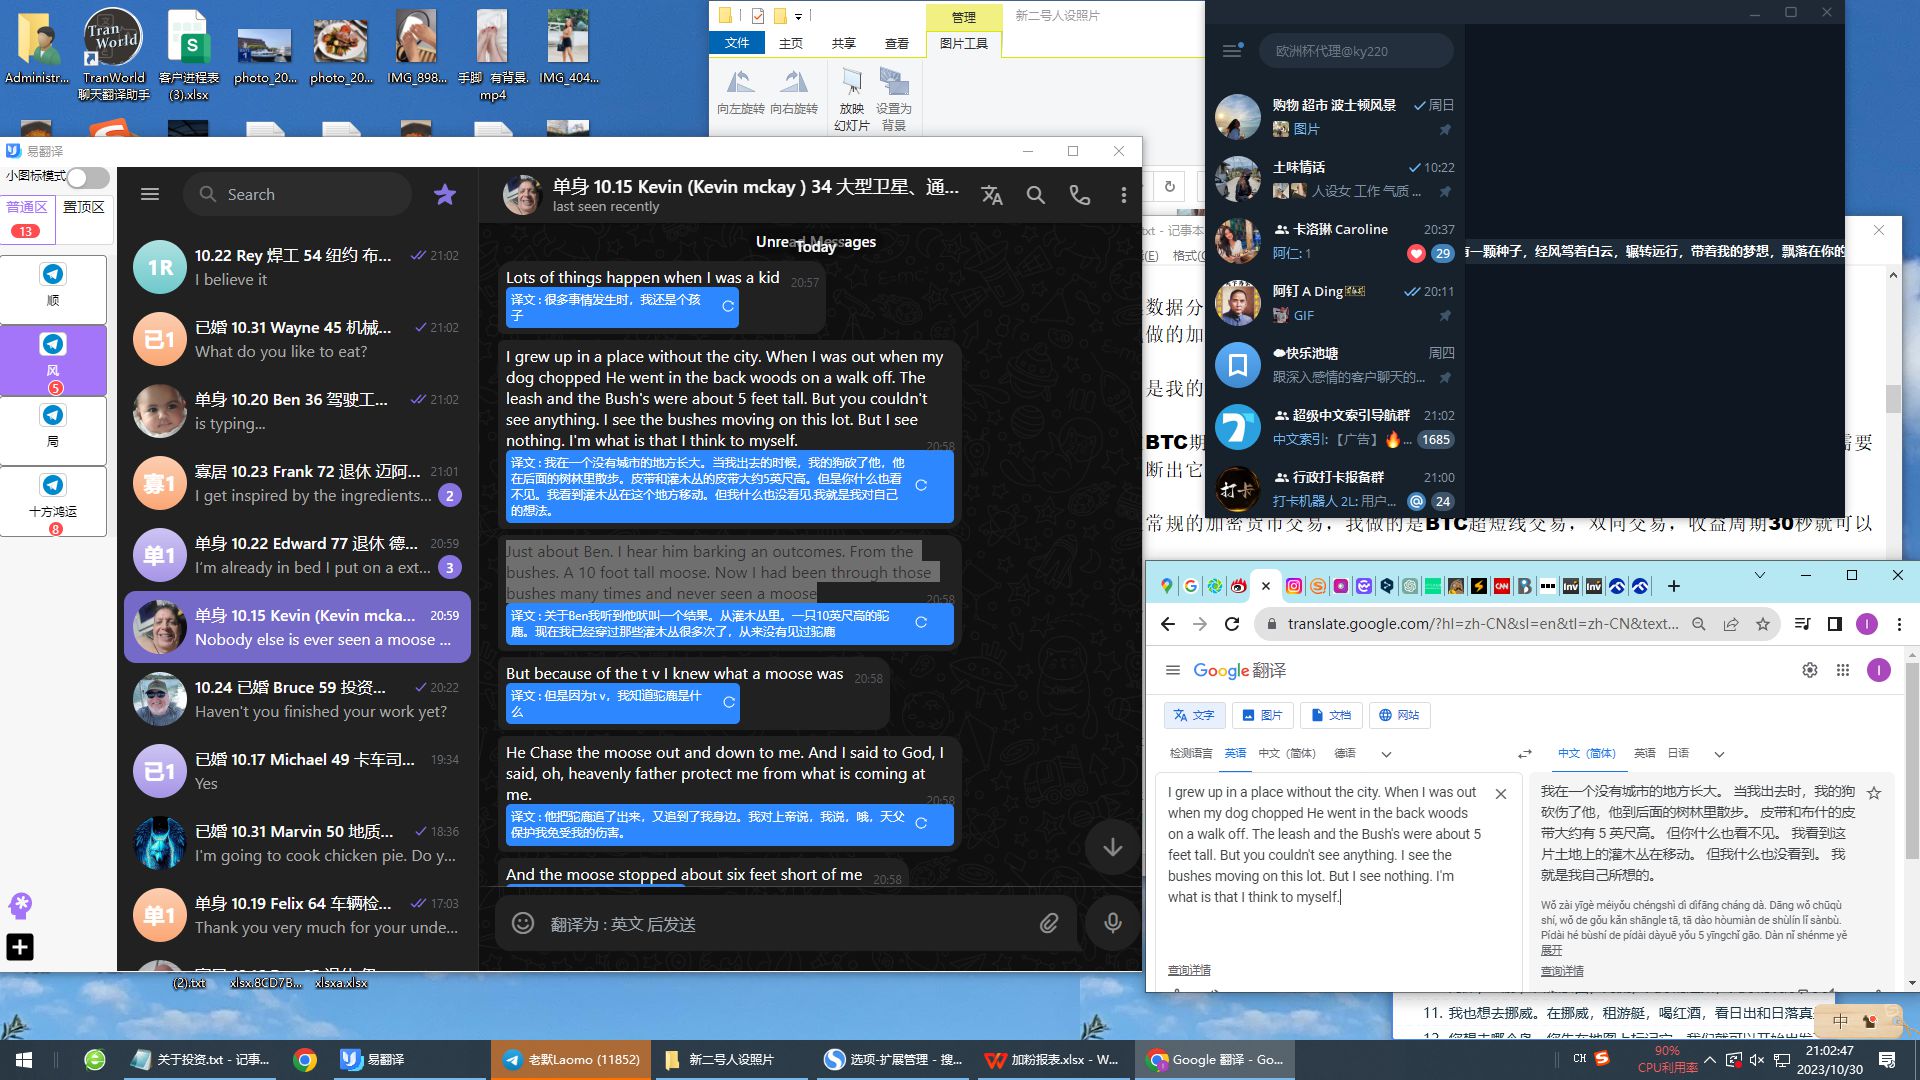 Administr...
TranWorld
聊天翻译助手
客户进程表
(3).xlsx
photo_20...
photo_20...
IMG_898...
手脚 有背景.
mp4
IMG_404...
管理
新二号人设照片
文件
主页
共享
查看
图片工具
向左旋转
向右旋转
放映
幻灯片
设置为
背景
易翻译
小图标模式
普通区
13
置顶区
顺
风
5
局
十方鸿运
8
Search
10.22 Rey 焊工 54 纽约 布...
21:02
I believe it
已婚 10.31 Wayne 45 机械...
21:02
What do you like to eat?
单身 10.20 Ben 36 驾驶工...
21:02
is typing...
寡居 10.23 Frank 72 退休 迈阿...
21:01
I get inspired by the ingredients...
2
单身 10.22 Edward 77 退休 德...
20:59
I'm already in bed I put on a ext...
3
单身 10.15 Kevin (Kevin mcka...
20:59
Nobody else is ever seen a moose ...
10.24 已婚 Bruce 59 投资...
20:22
Haven't you finished your work yet?
已婚 10.17 Michael 49 卡车司...
19:34
Yes
已婚 10.31 Marvin 50 地质...
18:36
I'm going to cook chicken pie. Do y...
单身 10.19 Felix 64 车辆检...
17:03
Thank you very much for your unde...
单身 10.15 Kevin (Kevin mckay ) 34 大型卫星、通...
last seen recently
Unread Messages
Today
Lots of things happen when I was a kid
20:57
译文 : 很多事情发生时，我还是个孩
子
I grew up in a place without the city. When I was out when my
dog chopped He went in the back woods on a walk off. The
leash and the Bush's were about 5 feet tall. But you couldn't
see anything. I see the bushes moving on this lot. But I see
nothing. I'm what is that I think to myself.
20:58
译文 : 我在一个没有城市的地方长大。当我出去的时候，我的狗砍了他，他
在后面的树林里散步。皮带和灌木丛的皮带大约5英尺高。但是你什么也看
不见。我看到灌木丛在这个地方移动。但我什么也没看见.我就是我对自己
的想法。
Just about Ben. I hear him barking an outcomes. From the
bushes. A 10 foot tall moose. Now I had been through those
bushes many times and never seen a moose
20:58
译文 : 关于Ben我听到他吠叫一个结果。从灌木丛里。一只10英尺高的驼
鹿。现在我已经穿过那些灌木丛很多次了，从来没有见过驼鹿
But because of the t v I knew what a moose was
20:58
译文 : 但是因为t v，我知道驼鹿是什
么
He Chase the moose out and down to me. And I said to God, I
said, oh, heavenly father protect me from what is coming at
me.
20:58
译文 : 他把驼鹿追了出来，又追到了我身边。我对上帝说，我说，哦，天父
保护我免受我的伤害。
And the moose stopped about six feet short of me
20:58
翻译为 : 英文 后发送
欧洲杯代理@ky220
购物 超市 波士顿风景
周日
图片
土味情话
10:22
人设女 工作 气质 ...
卡洛琳 Caroline
20:37
阿仁: 1
29
阿钉 A Ding
20:11
GIF
快乐池塘
周四
跟深入感情的客户聊天的...
超级中文索引导航群
21:02
中文索引:【广告】...
1685
行政打卡报备群
21:00
打卡机器人 2L: 用户...
24
有一颗种子，经风驾着白云，辗转远行，带着我的梦想，飘落在你的
txt - 记事本
格式(
数据分
做的加
是我的
BTC期
需要
断出它
常规的加密货币交易，我做的是BTC超短线交易，双向交易，收益周期30秒就可以
translate.google.com/?hl=zh-CN&sl=en&tl=zh-CN&text...
Google 翻译
文字
图片
文档
网站
检测语言
英语
中文（简体）
德语
中文（简体）
英语
日语
I grew up in a place without the city. When I was out
when my dog chopped He went in the back woods
on a walk off. The leash and the Bush's were about 5
feet tall. But you couldn't see anything. I see the
bushes moving on this lot. But I see nothing. I'm
what is that I think to myself.
查询详情
我在一个没有城市的地方长大。 当我出去时，我的狗
砍伤了他，他到后面的树林里散步。 皮带和布什的皮
带大约有 5 英尺高。 但你什么也看不见。 我看到这
片土地上的灌木丛在移动。 但我什么也没看到。 我
就是我自己所想的。
Wǒ zài yīgè méiyǒu chéngshì dì dìfāng cháng dà. Dāng wǒ chūqù
shí, wǒ de gǒu kǎn shāngle tā, tā dào hòumiàn de shùlín lǐ sànbù.
Pídài hé bùshí de pídài dàyuē yǒu 5 yīngchǐ gāo. Dàn nǐ shénme yě
展开
查询详情
11. 我也想去挪威。在挪威，租游艇，喝红酒，看日出和日落真
中
(2).txt
xlsx.8CD7B...
xlsxa.xlsx
关于投资.txt - 记事...
易翻译
老默Laomo (11852)
新二号人设照片
选项-扩展管理 - 搜...
加粉报表.xlsx - W...
Google 翻译 - Go...
CH
90%
CPU利用率
21:02:47
2023/10/30